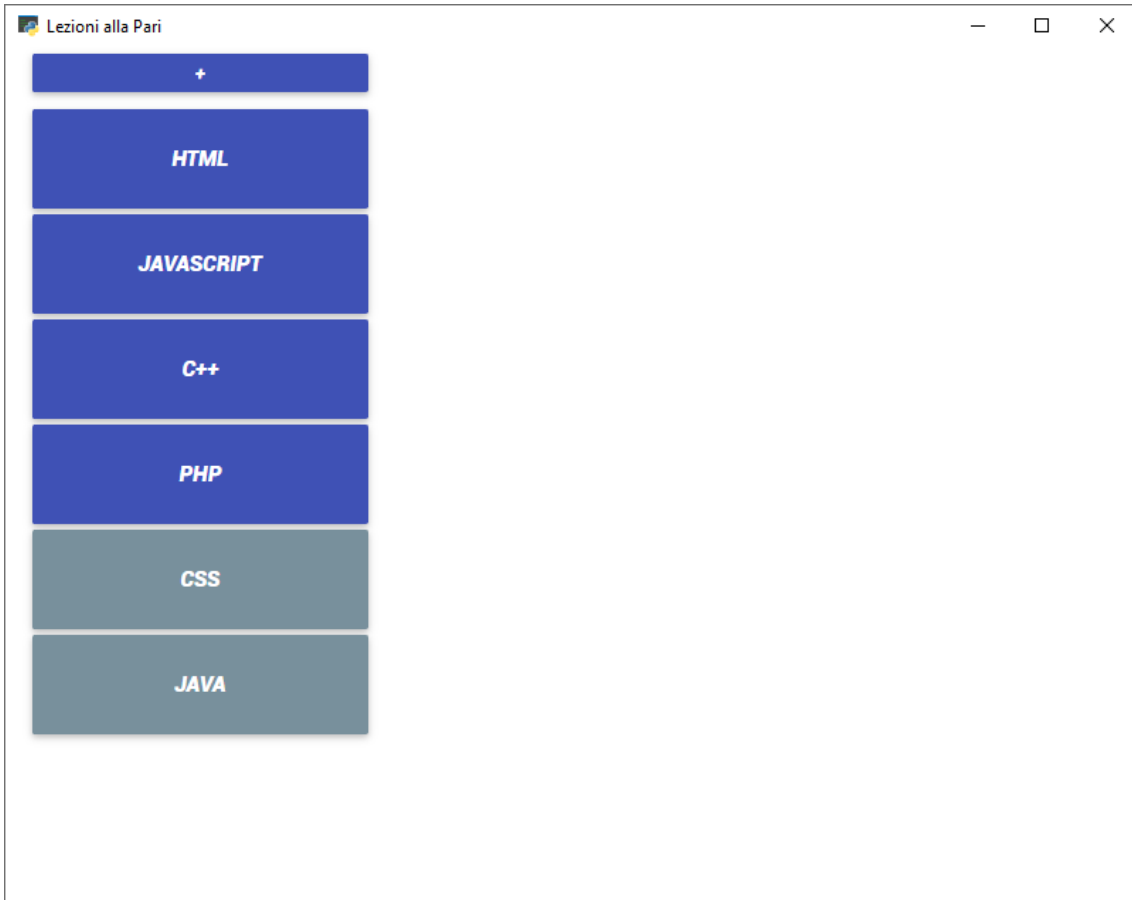 Lezioni alla Pari
+
HTML
JAVASCRIPT
C++
PHP
CSS
JAVA